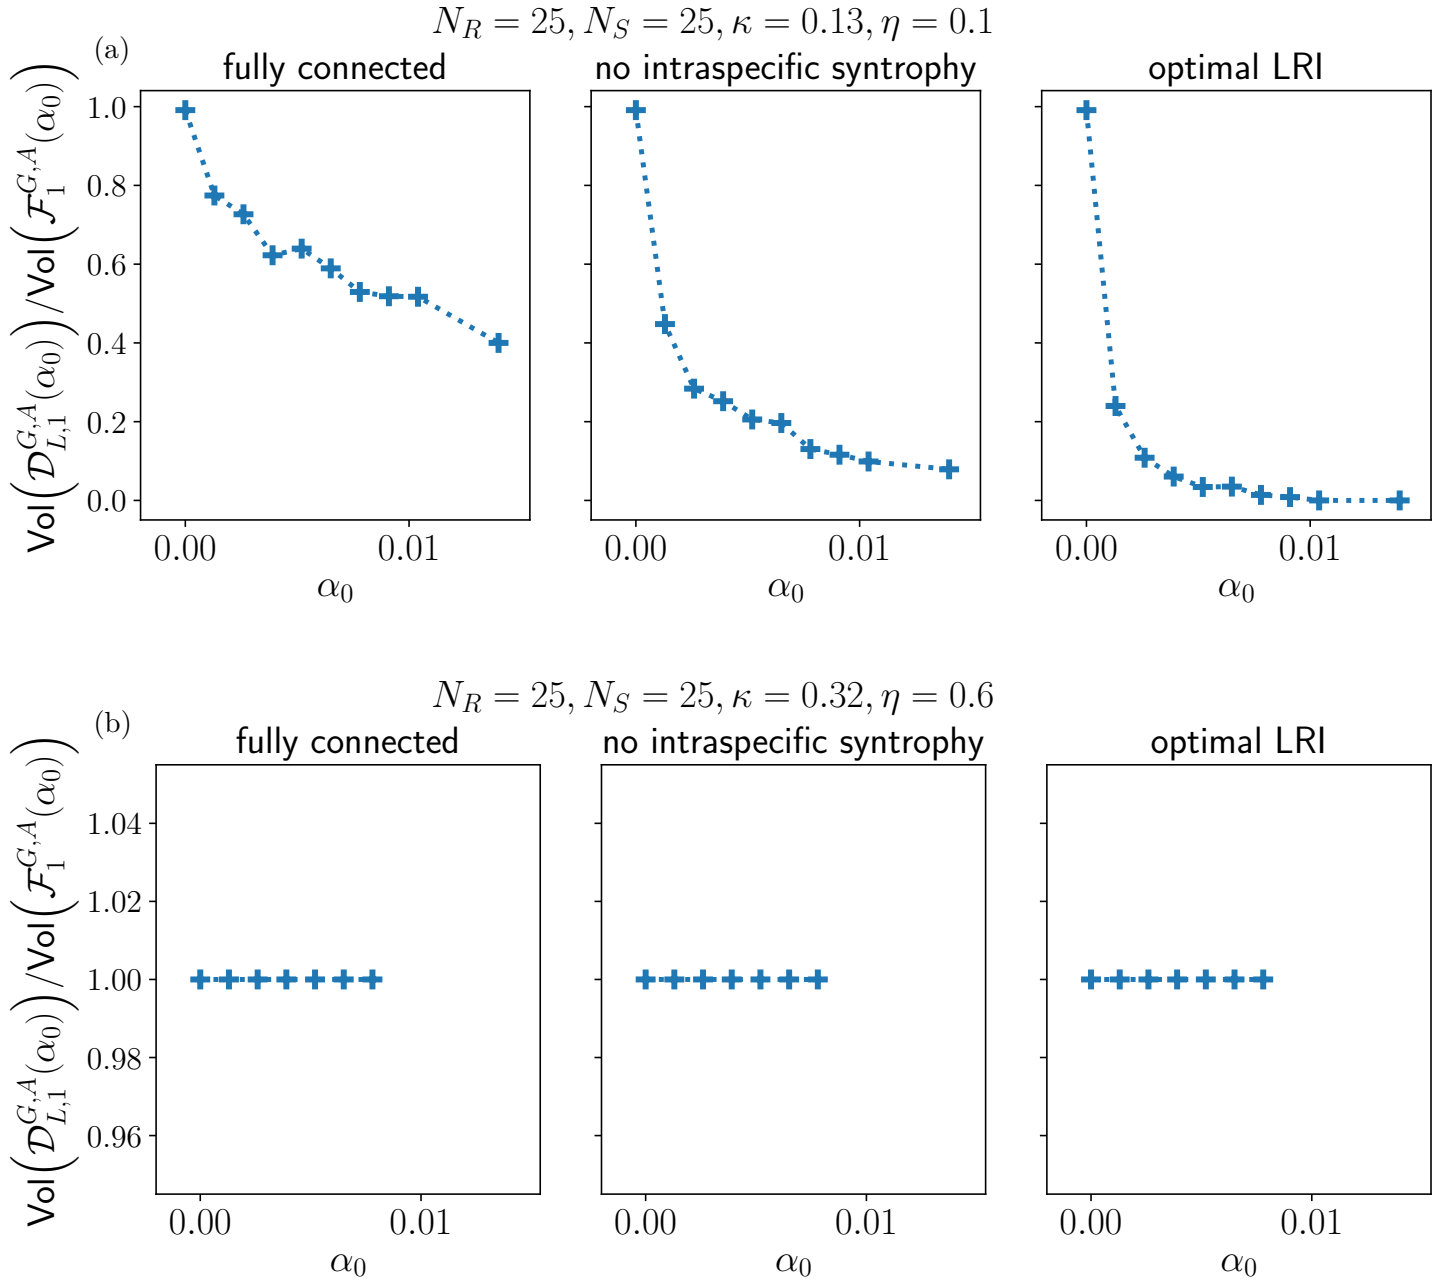 N_R = 25, N_S = 25, κ = 0.13, η = 0.1
(a)
fully connected
no intraspecific syntrophy
optimal LRI
Vol(𝒟_{L,1}^{G,A}(α_0))/Vol(ℱ_1^{G,A}(α_0))
1.0
0.8
0.6
0.4
0.2
0.0
0.00 0.01
0.00 0.01
0.00 0.01
α_0
α_0
α_0
N_R = 25, N_S = 25, κ = 0.32, η = 0.6
(b)
fully connected
no intraspecific syntrophy
optimal LRI
Vol(𝒟_{L,1}^{G,A}(α_0))/Vol(ℱ_1^{G,A}(α_0))
1.04
1.02
1.00
0.98
0.96
0.00 0.01
0.00 0.01
0.00 0.01
α_0
α_0
α_0